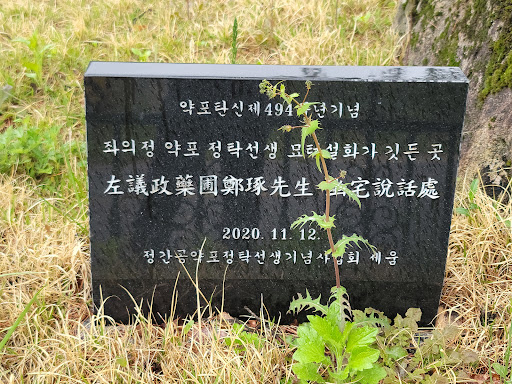 약포탄신제494주년기념
좌의정 약포 정탁선생 묘터설화가 깃든 곳
左議政藥圃鄭琢先生 宅說話處
2020. 11. 12.
정간공약포정탁선생기념사업회 세움